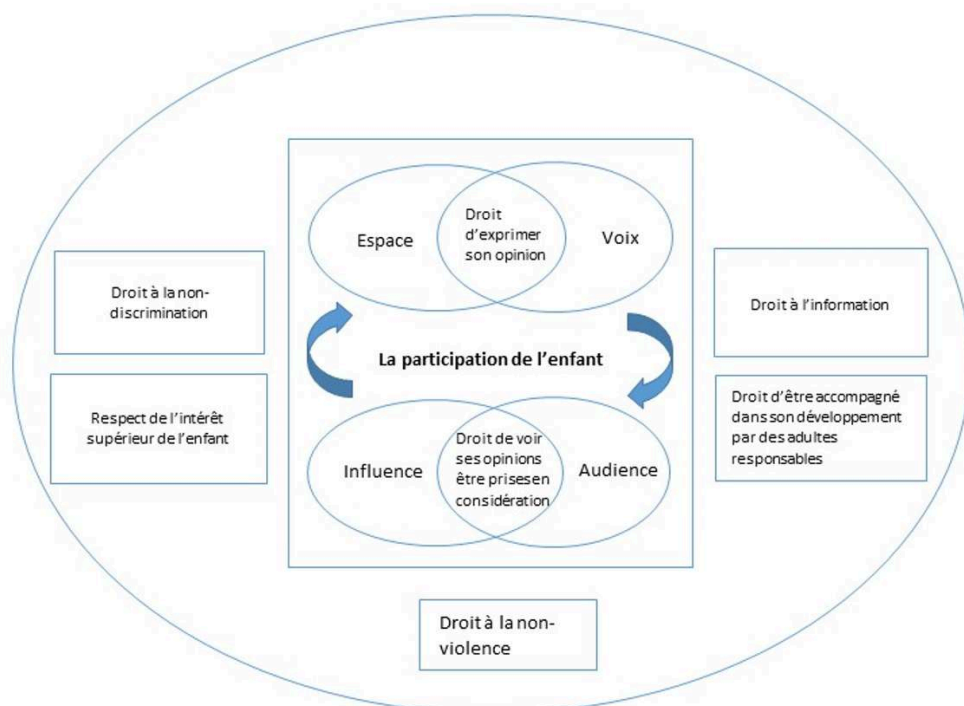 Espace
Droit
d'exprimer
son opinion
Voix
Droit à la non-
discrimination
Droit à l'information
La participation de l'enfant
Respect de l'intérêt
supérieur de l'enfant
Droit d'être accompagné
dans son développement
par des adultes
responsables
Influence
Droit de voir
ses opinions
être prisesen
considération
Audience
Droit à la non-
violence